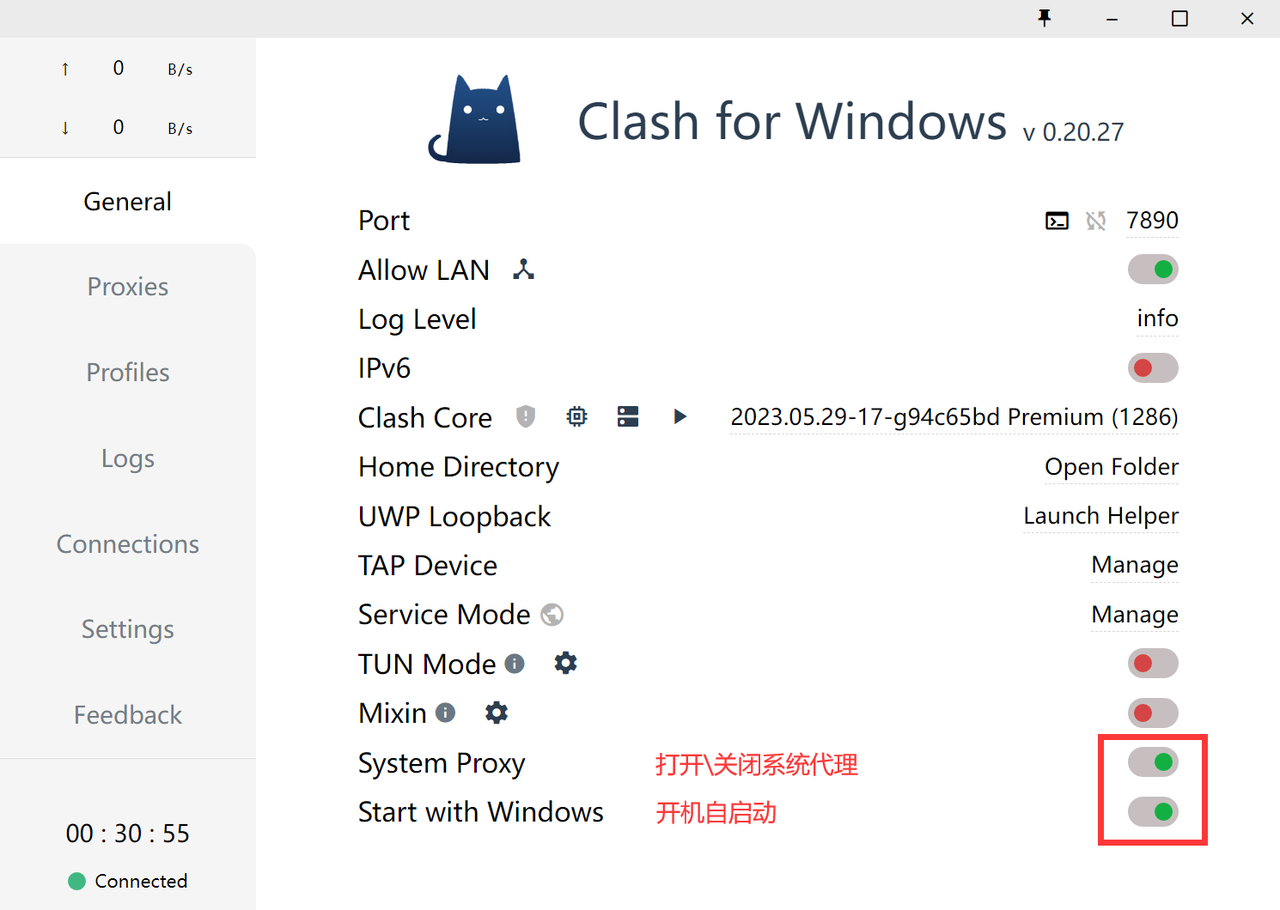 ↑ 0 B/s
↓ 0 B/s
General
Proxies
Profiles
Logs
Connections
Settings
Feedback
00 : 30 : 55
Connected
Clash for Windows v 0.20.27
Port 7890
Allow LAN
Log Level info
IPv6
Clash Core 2023.05.29-17-g94c65bd Premium (1286)
Home Directory Open Folder
UWP Loopback Launch Helper
TAP Device Manage
Service Mode Manage
TUN Mode
Mixin
System Proxy 打开\关闭系统代理
Start with Windows 开机自启动